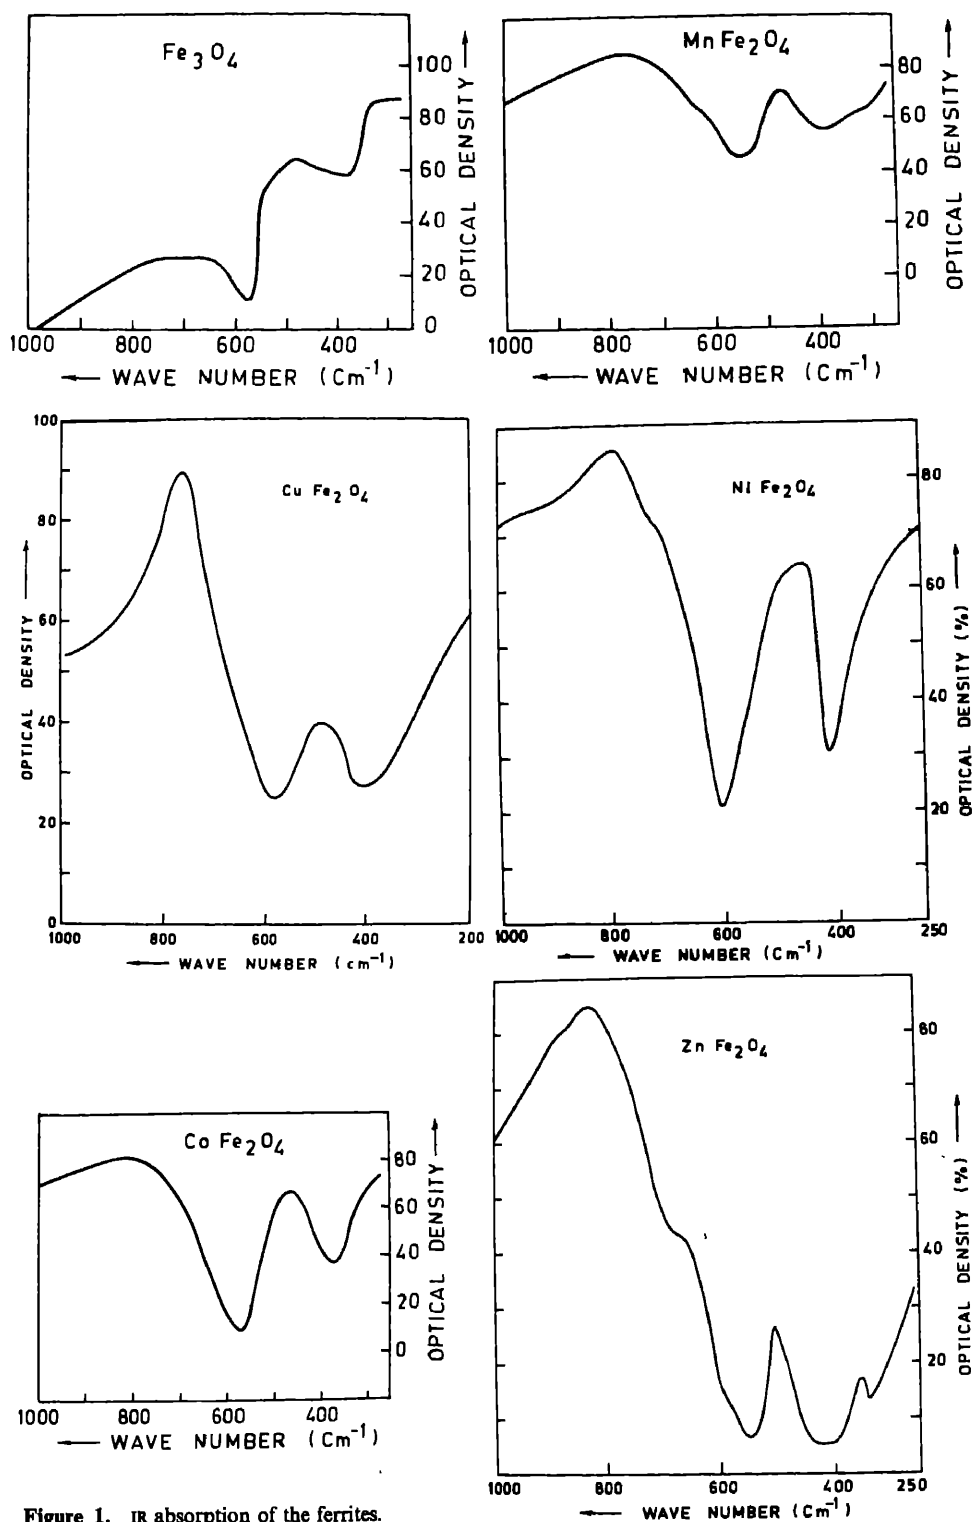 Fe3O4
100
80
60
40
20
0
OPTICAL DENSITY →
1000 800 600 400
← WAVE NUMBER (Cm-1)
MnFe2O4
80
60
40
20
0
OPTICAL DENSITY →
1000 800 600 400
← WAVE NUMBER (Cm-1)
100
80
60
40
20
0
Cu Fe2O4
OPTICAL DENSITY →
1000 800 600 400 200
← WAVE NUMBER (cm-1)
Ni Fe2O4
80
60
40
20
OPTICAL DENSITY (%) →
1000 800 600 400 250
← WAVE NUMBER (Cm-1)
Co Fe2O4
80
60
40
20
0
OPTICAL DENSITY →
1000 800 600 400
← WAVE NUMBER (Cm-1)
Zn Fe2O4
80
60
40
20
OPTICAL DENSITY (%) →
1000 800 600 400 250
← WAVE NUMBER (Cm-1)
Figure 1. IR absorption of the ferrites.